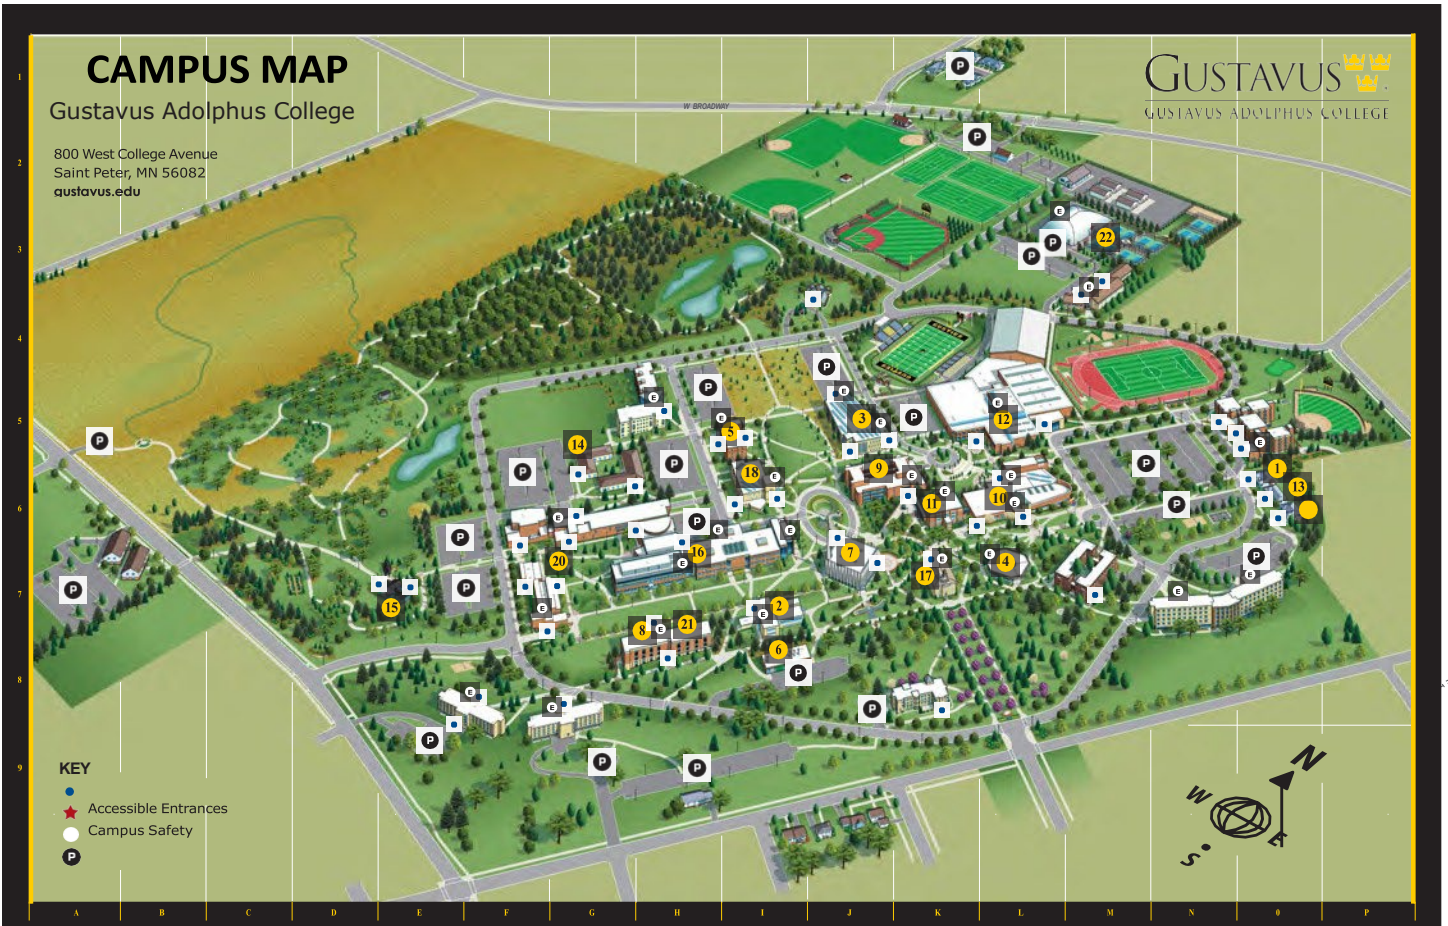 CAMPUS MAP
Gustavus Adolphus College
800 West College Avenue
Saint Peter, MN 56082
gustavus.edu
GUSTAVUS
GUSTAVUS ADOLPHUS COLLEGE
W BROADWAY
1
2
3
4
5
6
7
8
9
P
P
E
22
P
P
E
P
E
P
E
E
P
3
E
P
E
12
E
5
P
14
P
P
18
E
9
E
E
11
E
10
E
P
P
E
1
13
E
P
P
E
16
E
E
20
7
E
17
E
4
P
E
P
P
15
E
E
2
E
8
E
21
6
P
E
E
P
P
P
P
KEY
Accessible Entrances
Campus Safety
P
N
W
S
E
A B C D E F G H I J K L M N O P